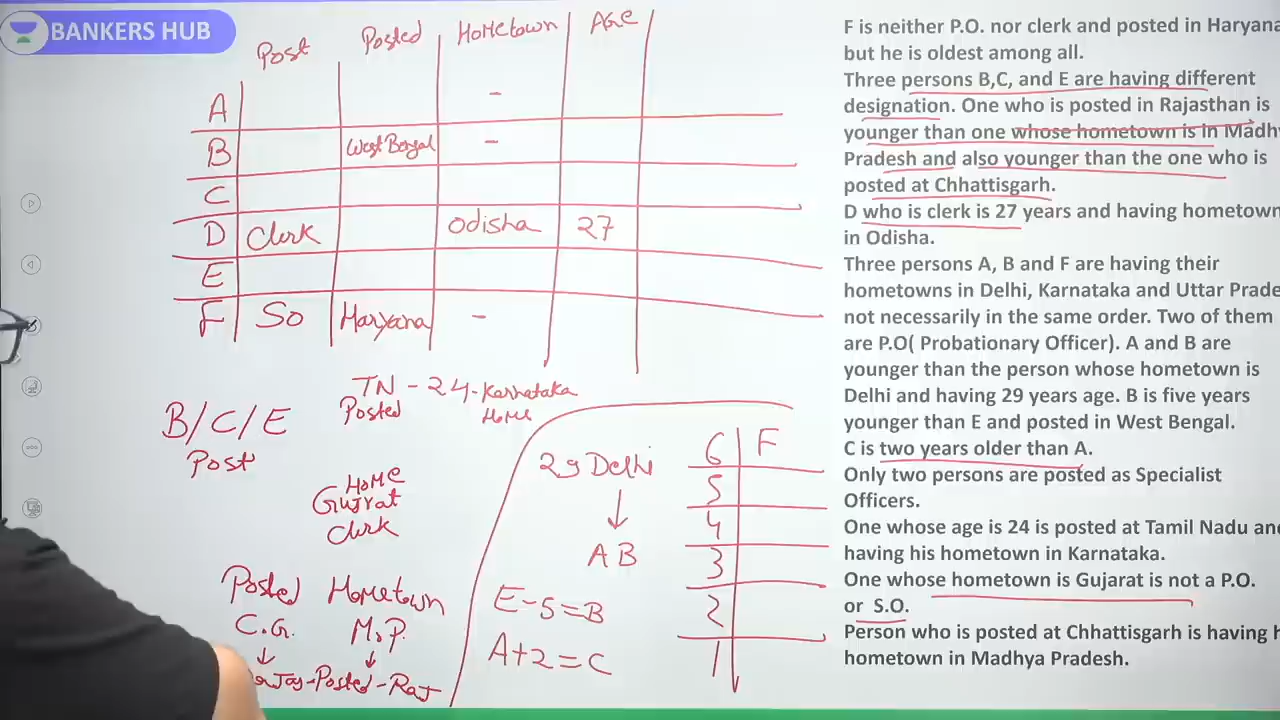 BANKERS HUB
Post Posted Hometown AGE
A -
B West Bengal -
C
D Clerk Odisha 27
E
F SO Haryana -
TN - 24 - Karnataka
Posted Home
B/C/E
Post
HOME
Gujrat
Clerk
Posted Hometown
C.G. M.P.
↓ ↓
-Posted - Raj
29 Delhi
↓
A B
E-5=B
A+2=C
6 F
5
4
3
2
1
F is neither P.O. nor clerk and posted in Haryana
but he is oldest among all.
Three persons B,C, and E are having different
designation. One who is posted in Rajasthan is
younger than one whose hometown is in Madhy
Pradesh and also younger than the one who is
posted at Chhattisgarh.
D who is clerk is 27 years and having hometown
in Odisha.
Three persons A, B and F are having their
hometowns in Delhi, Karnataka and Uttar Prade
not necessarily in the same order. Two of them
are P.O( Probationary Officer). A and B are
younger than the person whose hometown is
Delhi and having 29 years age. B is five years
younger than E and posted in West Bengal.
C is two years older than A.
Only two persons are posted as Specialist
Officers.
One whose age is 24 is posted at Tamil Nadu and
having his hometown in Karnataka.
One whose hometown is Gujarat is not a P.O.
or S.O.
Person who is posted at Chhattisgarh is having h
hometown in Madhya Pradesh.